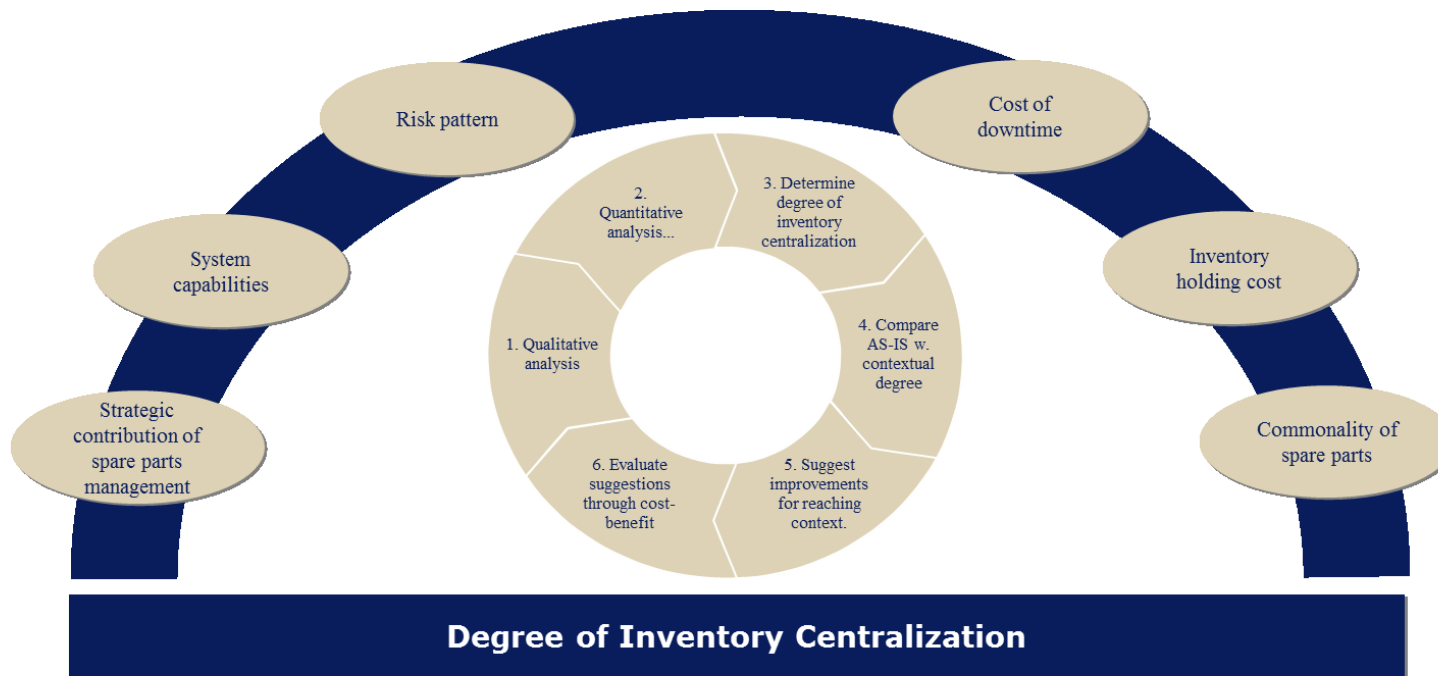 Risk pattern
Cost of
downtime
System
capabilities
Inventory
holding cost
Strategic
contribution of
spare parts
management
Commonality of
spare parts
1. Qualitative
analysis
2.
Quantitative
analysis...
3. Determine
degree of
inventory
centralization
4. Compare
AS-IS w.
contextual
degree
5. Suggest
improvements
for reaching
context.
6. Evaluate
suggestions
through cost-
benefit
Degree of Inventory Centralization